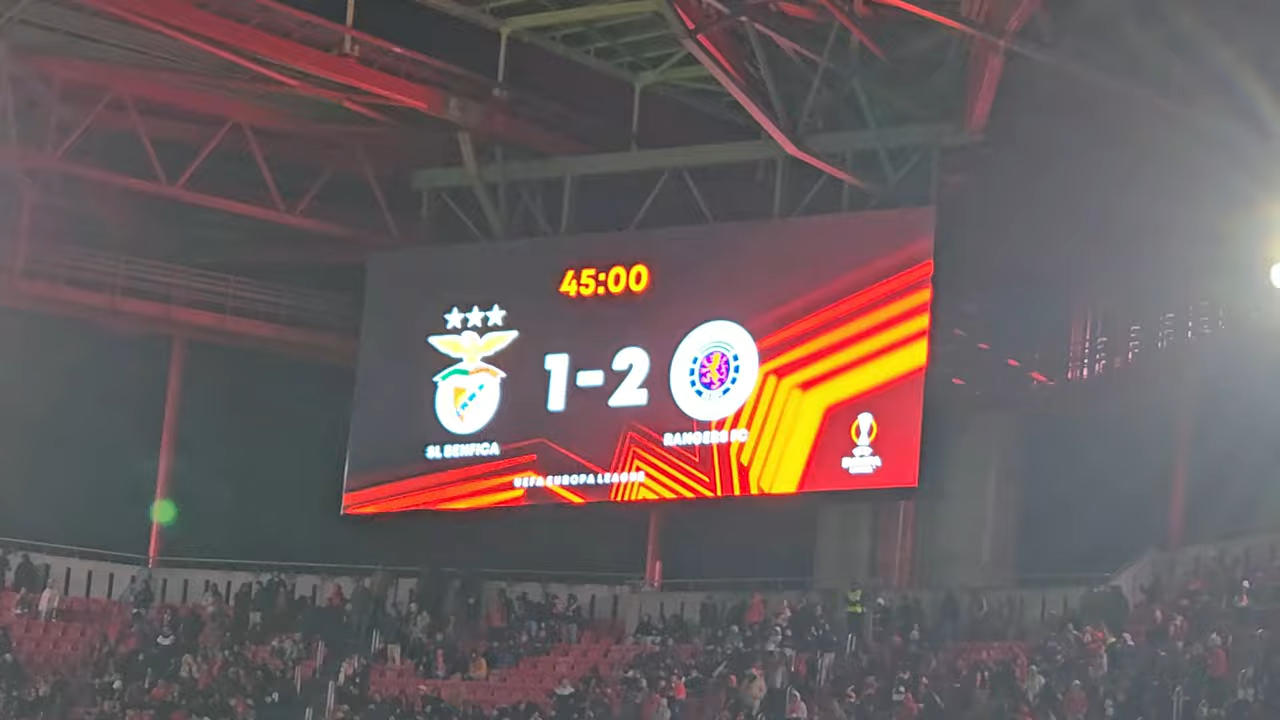 45:00
1-2
SL BENFICA
RANGERS FC
UEFA EUROPA LEAGUE